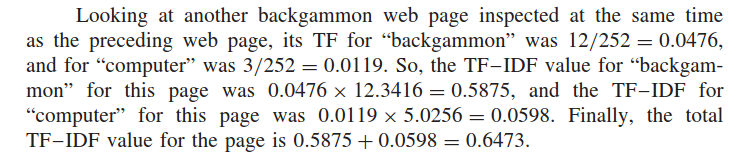 Looking at another backgammon web page inspected at the same time
as the preceding web page, its TF for “backgammon” was 12/252 = 0.0476,
and for “computer” was 3/252 = 0.0119. So, the TF–IDF value for “backgam-
mon” for this page was 0.0476 × 12.3416 = 0.5875, and the TF–IDF for
“computer” for this page was 0.0119 × 5.0256 = 0.0598. Finally, the total
TF–IDF value for the page is 0.5875 + 0.0598 = 0.6473.